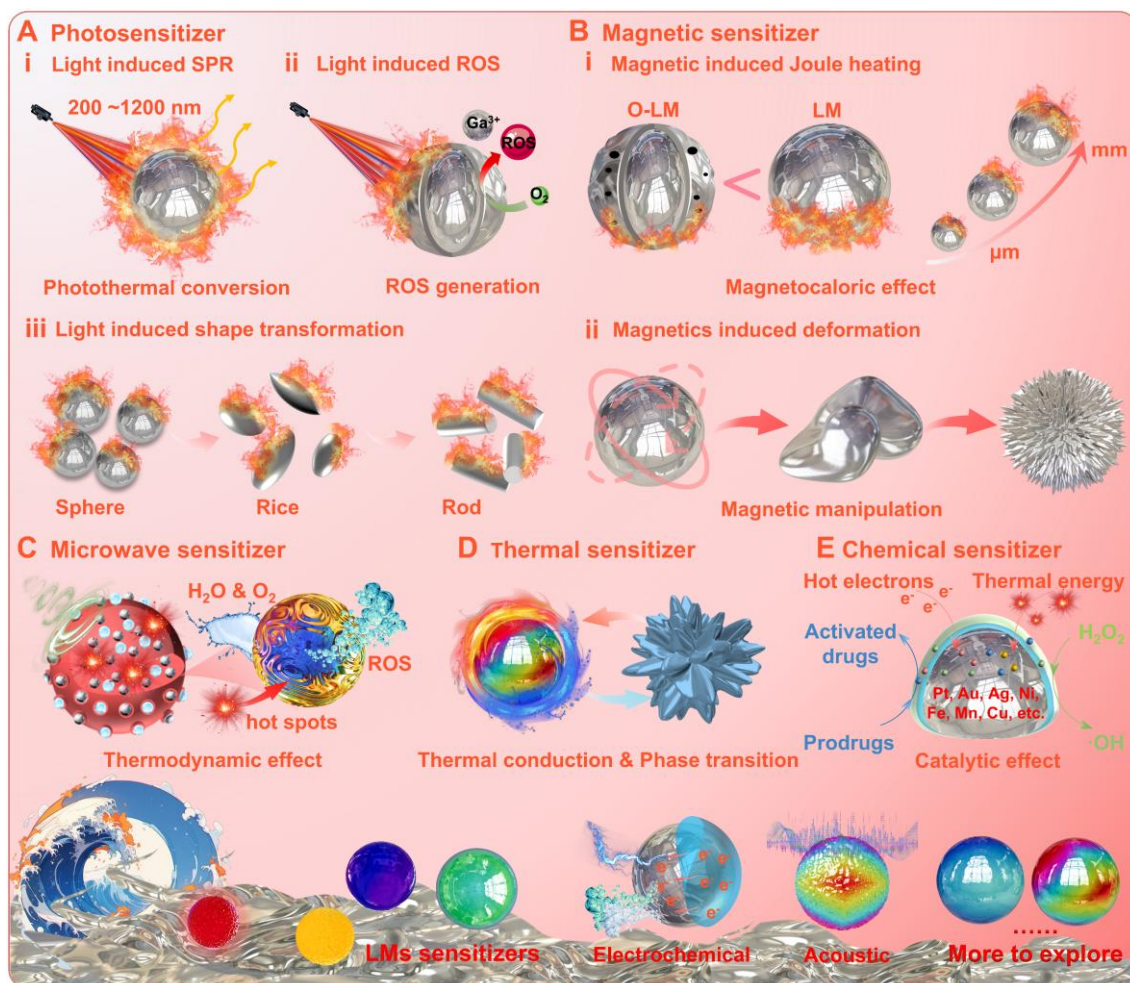 A Photosensitizer
i Light induced SPR
200 ~1200 nm
Photothermal conversion
ii Light induced ROS
Ga³⁺
ROS
O₂
ROS generation
iii Light induced shape transformation
Sphere
Rice
Rod
B Magnetic sensitizer
i Magnetic induced Joule heating
O-LM
<
LM
mm
μm
Magnetocaloric effect
ii Magnetics induced deformation
Magnetic manipulation
C Microwave sensitizer
H₂O & O₂
ROS
hot spots
Thermodynamic effect
D Thermal sensitizer
Thermal conduction & Phase transition
E Chemical sensitizer
Hot electrons
e⁻
e⁻
e⁻
Thermal energy
Activated
drugs
H₂O₂
Pt, Au, Ag, Ni,
Fe, Mn, Cu, etc.
Prodrugs
·OH
Catalytic effect
LMs sensitizers
e⁻
e⁻
e⁻
e⁻
e⁻
e⁻
Electrochemical
Acoustic
......
More to explore